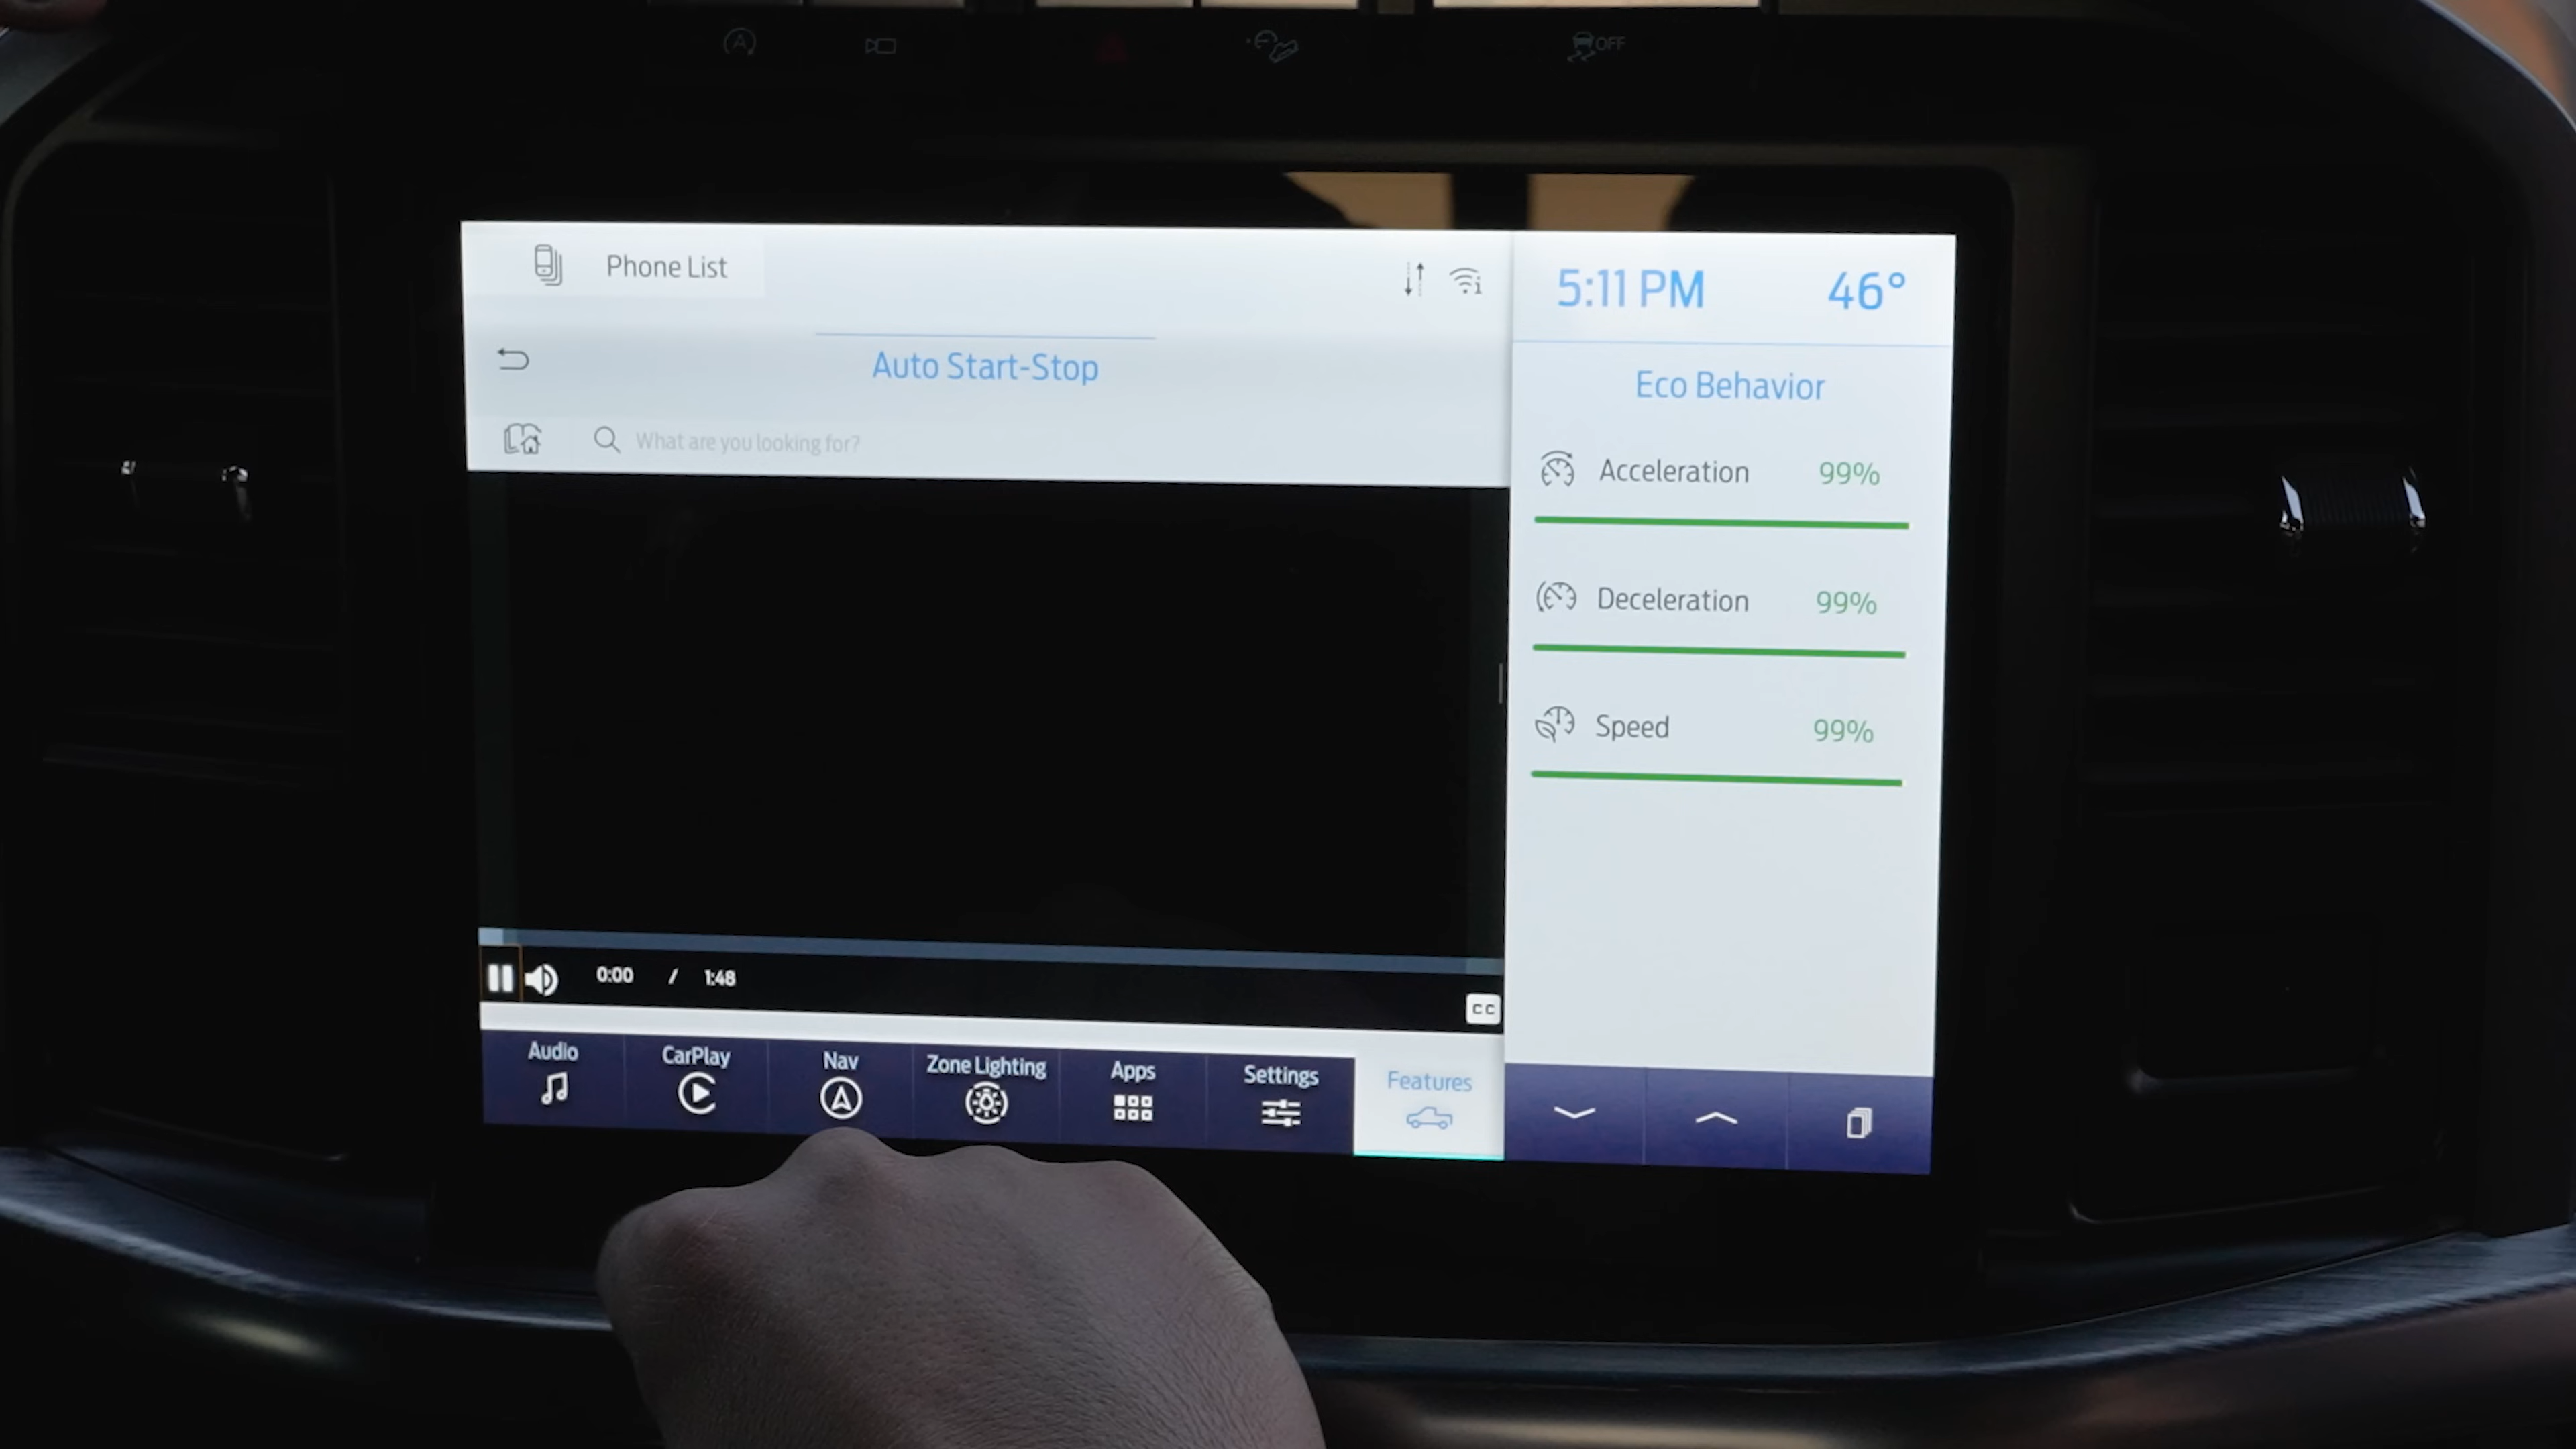 OFF
Phone List
5:11 PM 46°
Auto Start-Stop
Eco Behavior
What are you looking for?
Acceleration 99%
Deceleration 99%
Speed 99%
0:00 / 1:48
CC
Audio
CarPlay
Nav
Zone Lighting
Apps
Settings
Features